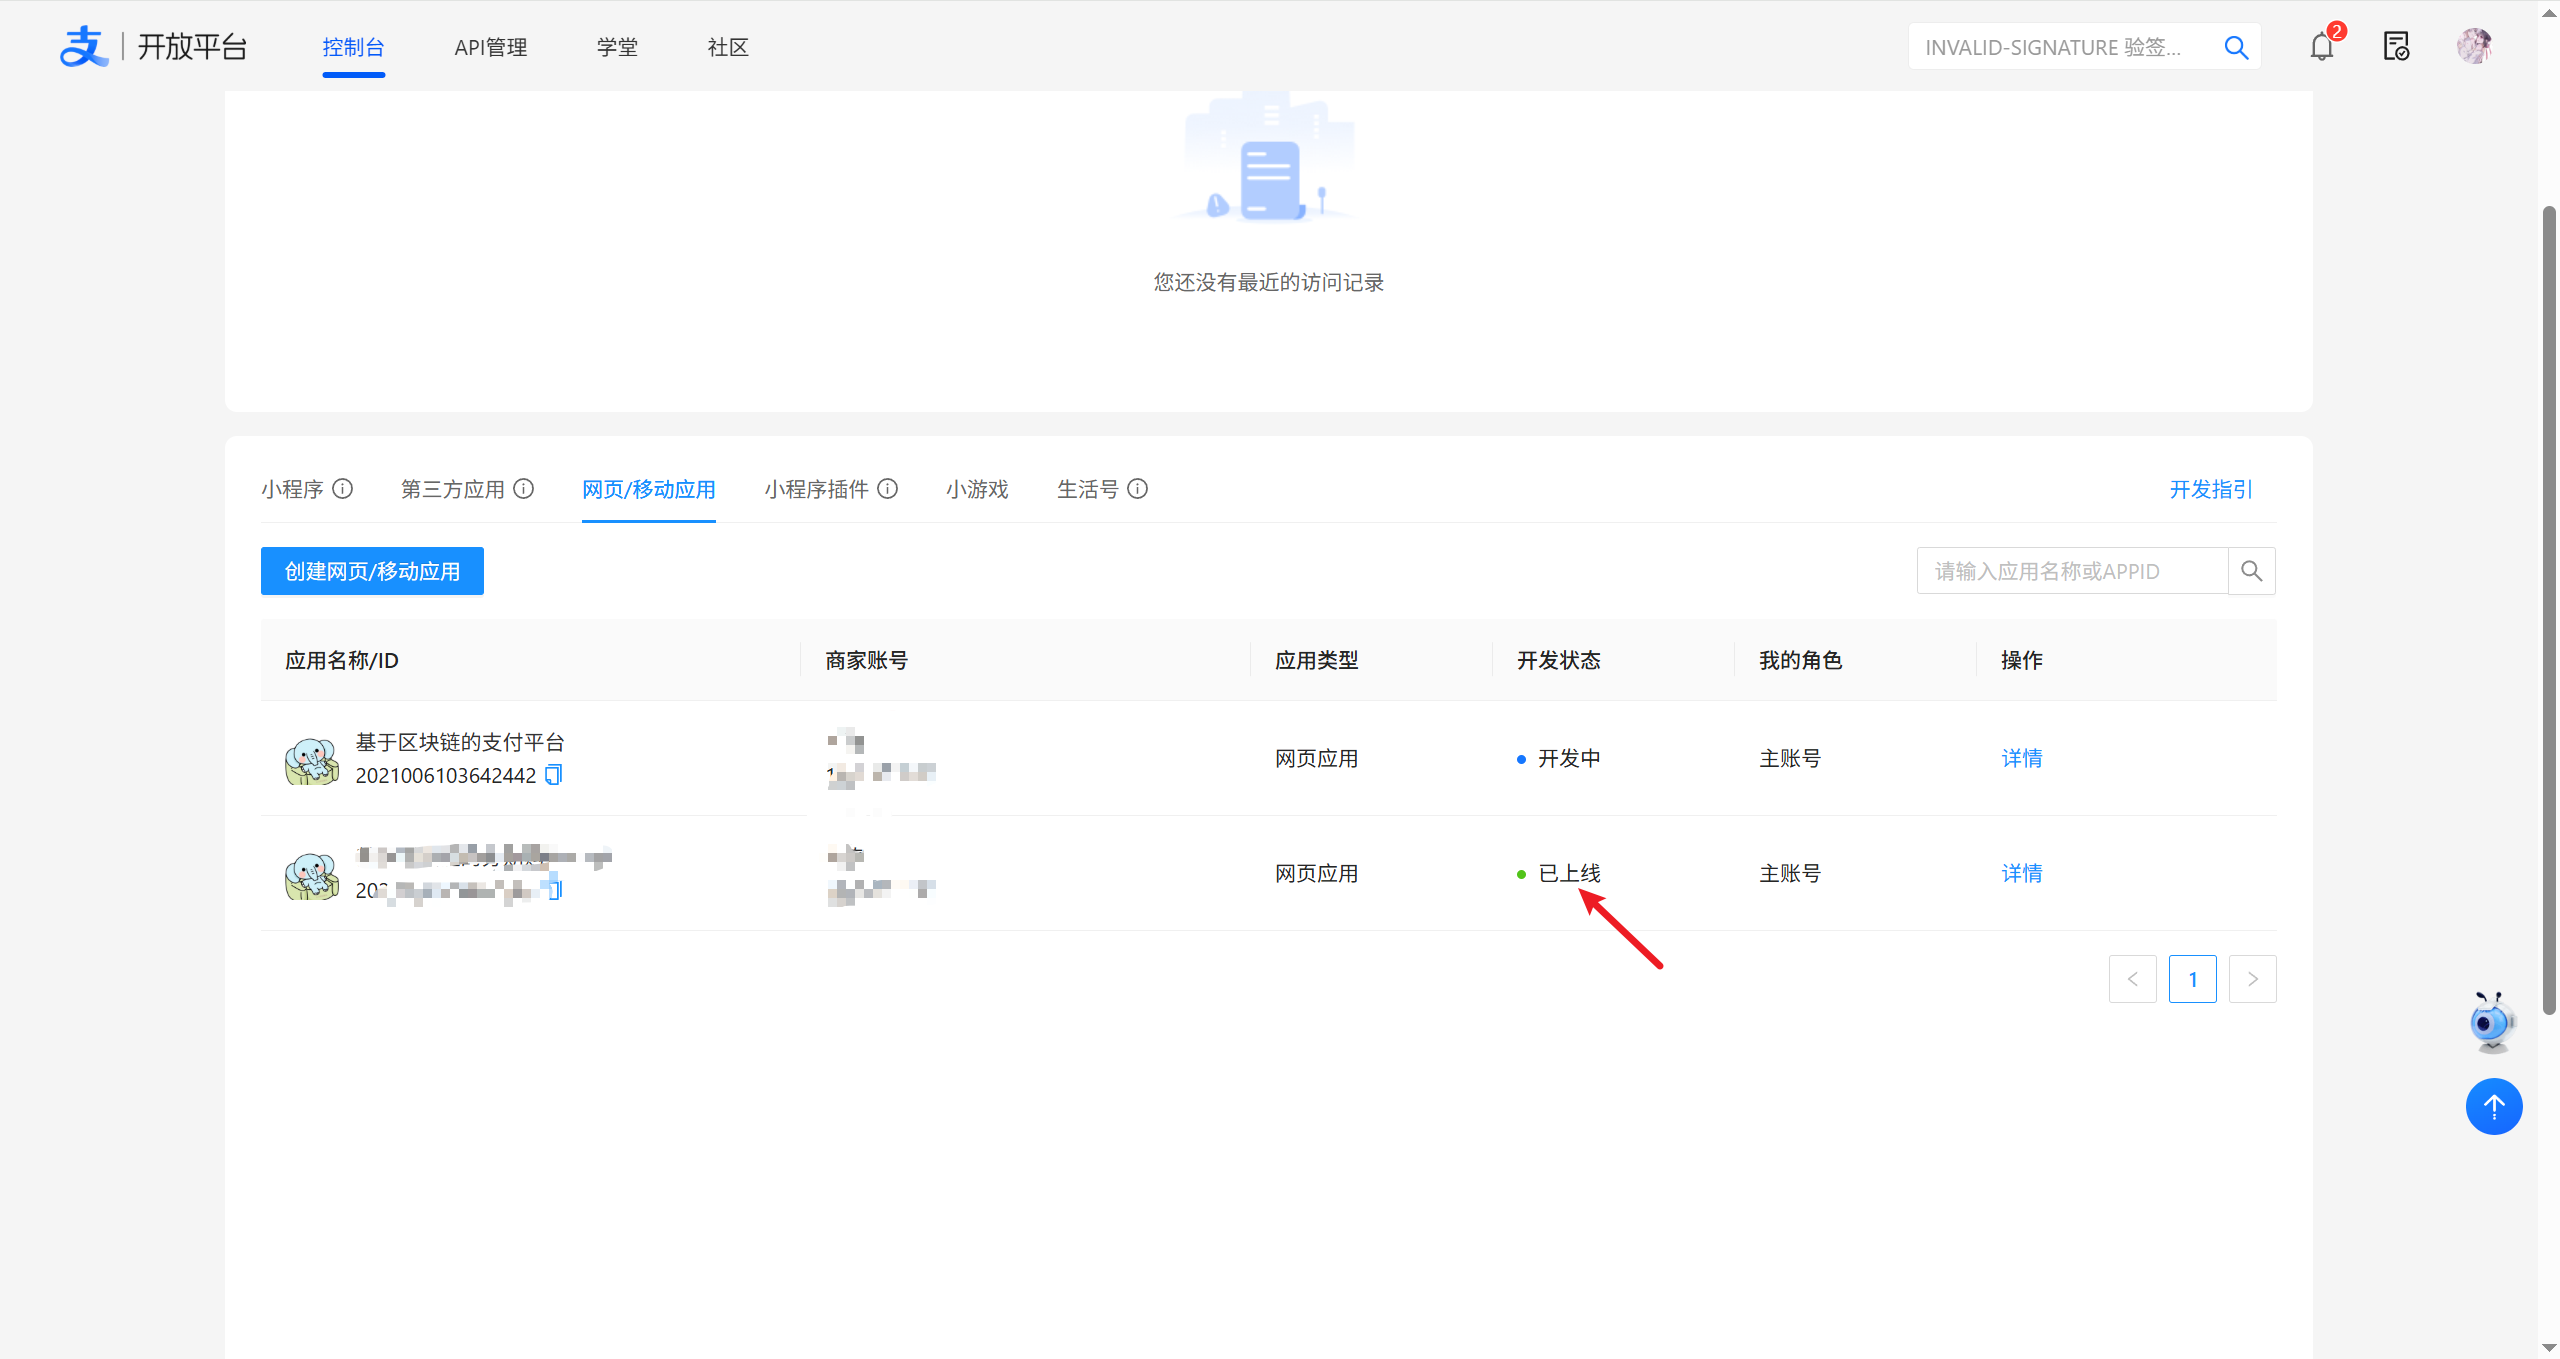 支 开放平台 控制台 API管理 学堂 社区 INVALID-SIGNATURE 验签... 2
您还没有最近的访问记录
小程序 第三方应用 网页/移动应用 小程序插件 小游戏 生活号 开发指引
创建网页/移动应用 请输入应用名称或APPID
应用名称/ID 商家账号 应用类型 开发状态 我的角色 操作
基于区块链的支付平台
2021006103642442
网页应用 开发中 主账号 详情
网页应用 已上线 主账号 详情
< 1 >